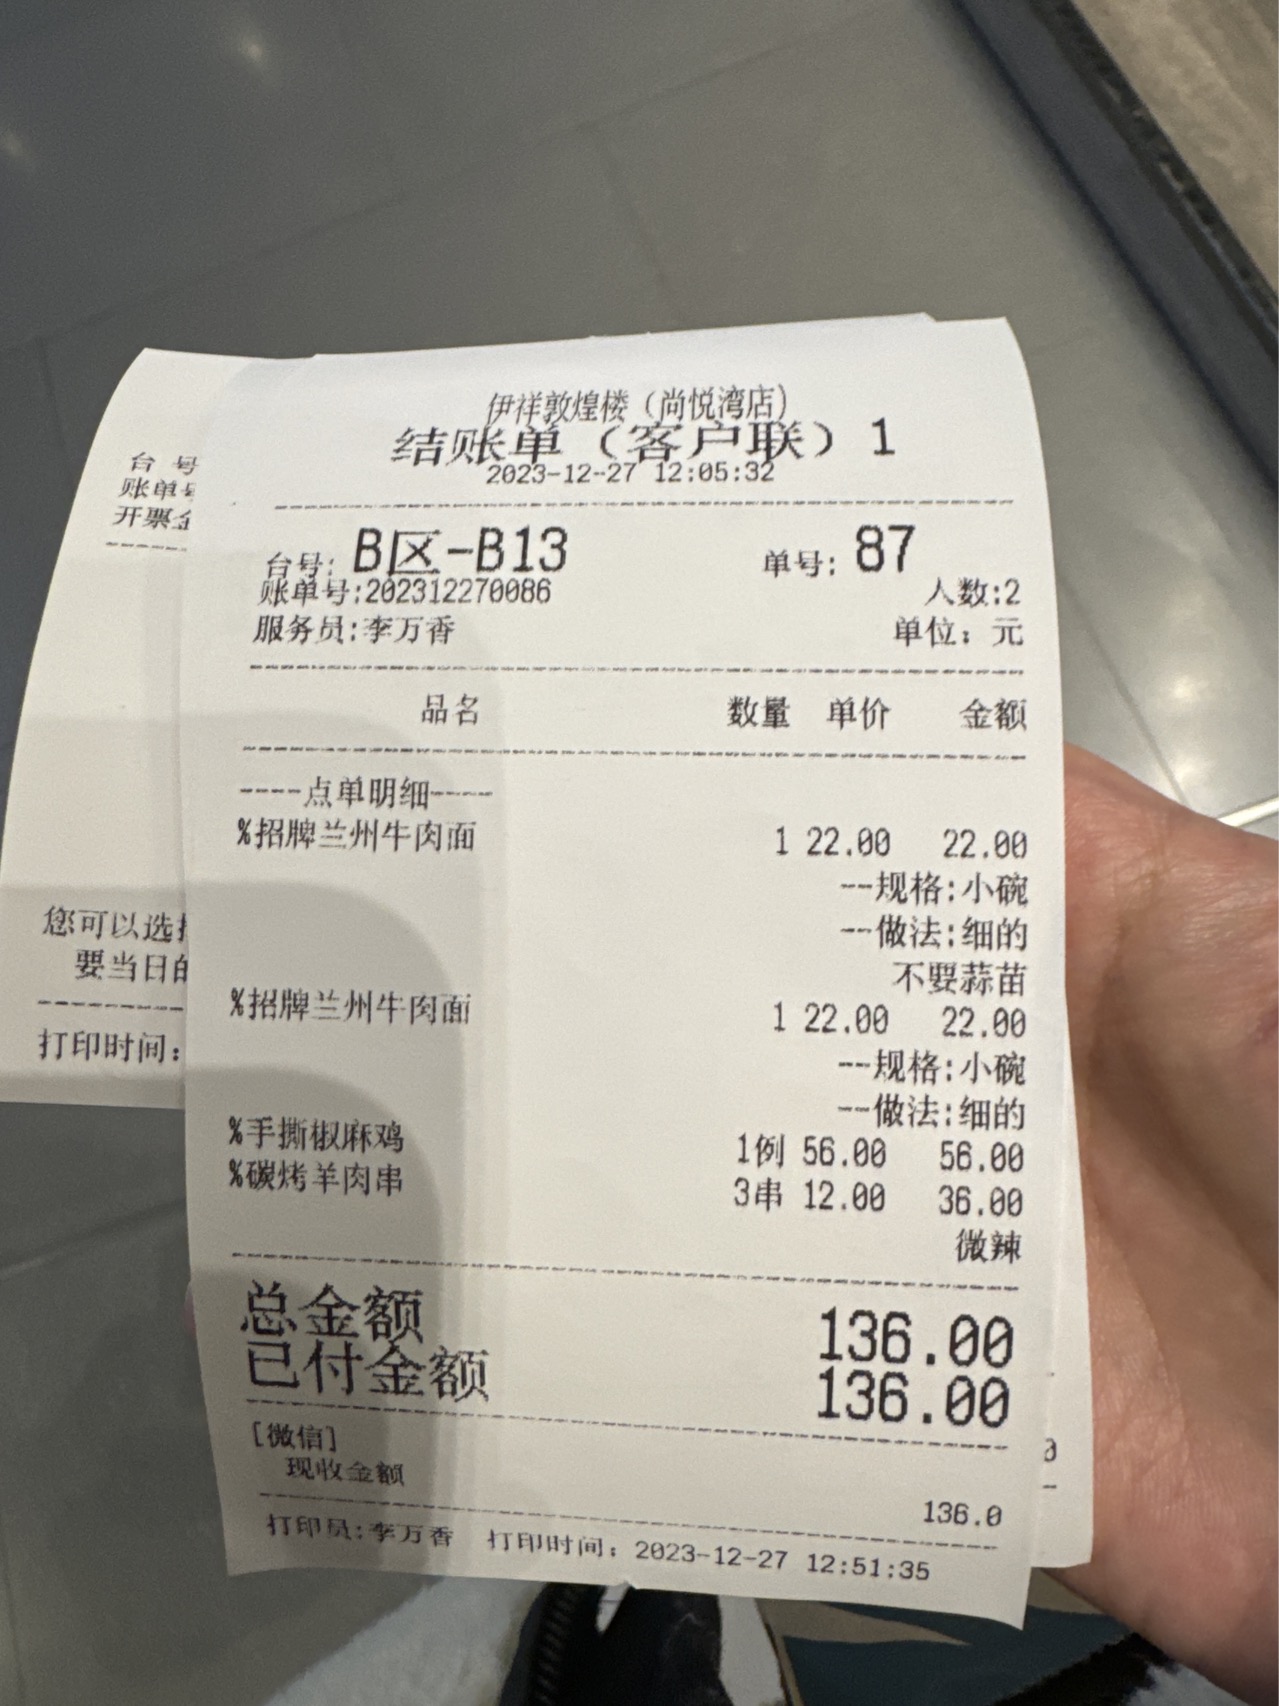 伊祥敦煌楼（尚悦湾店）
结账单（客户联）1
2023-12-27 12:05:32
台号: B区-B13 单号: 87
账单号:202312270086 人数:2
服务员:李万香 单位: 元
品名 数量 单价 金额
----点单明细----
%招牌兰州牛肉面 1 22.00 22.00
--规格:小碗
--做法:细的
不要蒜苗
%招牌兰州牛肉面 1 22.00 22.00
--规格:小碗
--做法:细的
%手撕椒麻鸡 1例 56.00 56.00
%碳烤羊肉串 3串 12.00 36.00
微辣
总金额 136.00
已付金额 136.00
[微信]
现收金额 136.0
打印员:李万香 打印时间: 2023-12-27 12:51:35
台 号
账单号
开票
您可以选
要当日的
打印时间: